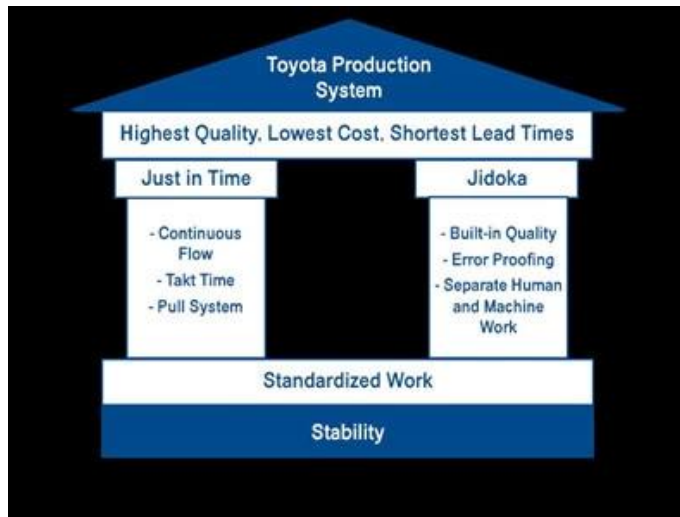 Toyota Production
System
Highest Quality, Lowest Cost, Shortest Lead Times
Just in Time
Jidoka
- Continuous
Flow
- Takt Time
- Pull System
- Built-in Quality
- Error Proofing
- Separate Human
and Machine
Work
Standardized Work
Stability